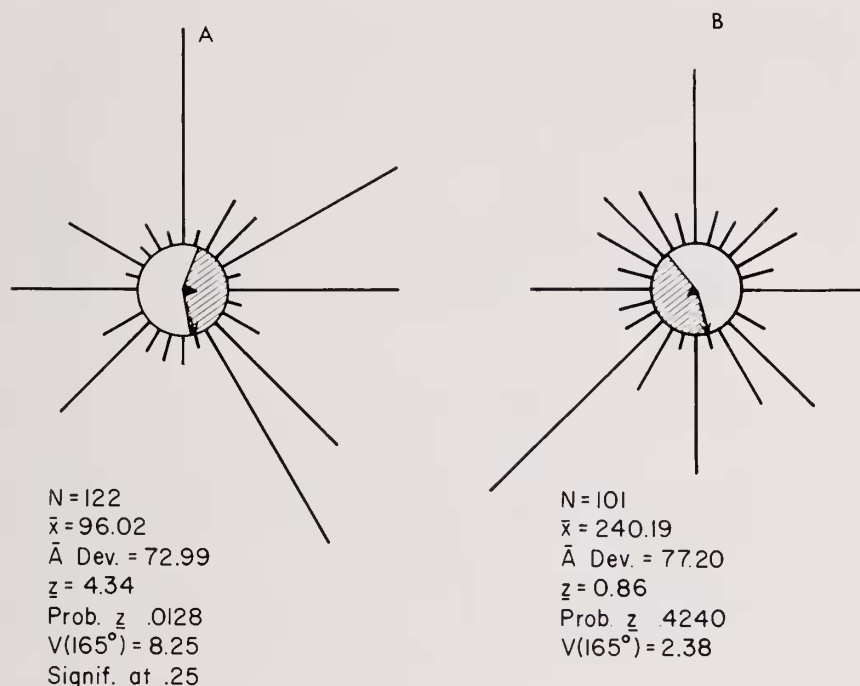 A
B
N = 122
x̄ = 96.02
Ā Dev. = 72.99
z = 4.34
Prob. z .0128
V(165°) = 8.25
Signif. at .25
N = 101
x̄ = 240.19
Ā Dev. = 77.20
z = 0.86
Prob. z .4240
V(165°) = 2.38